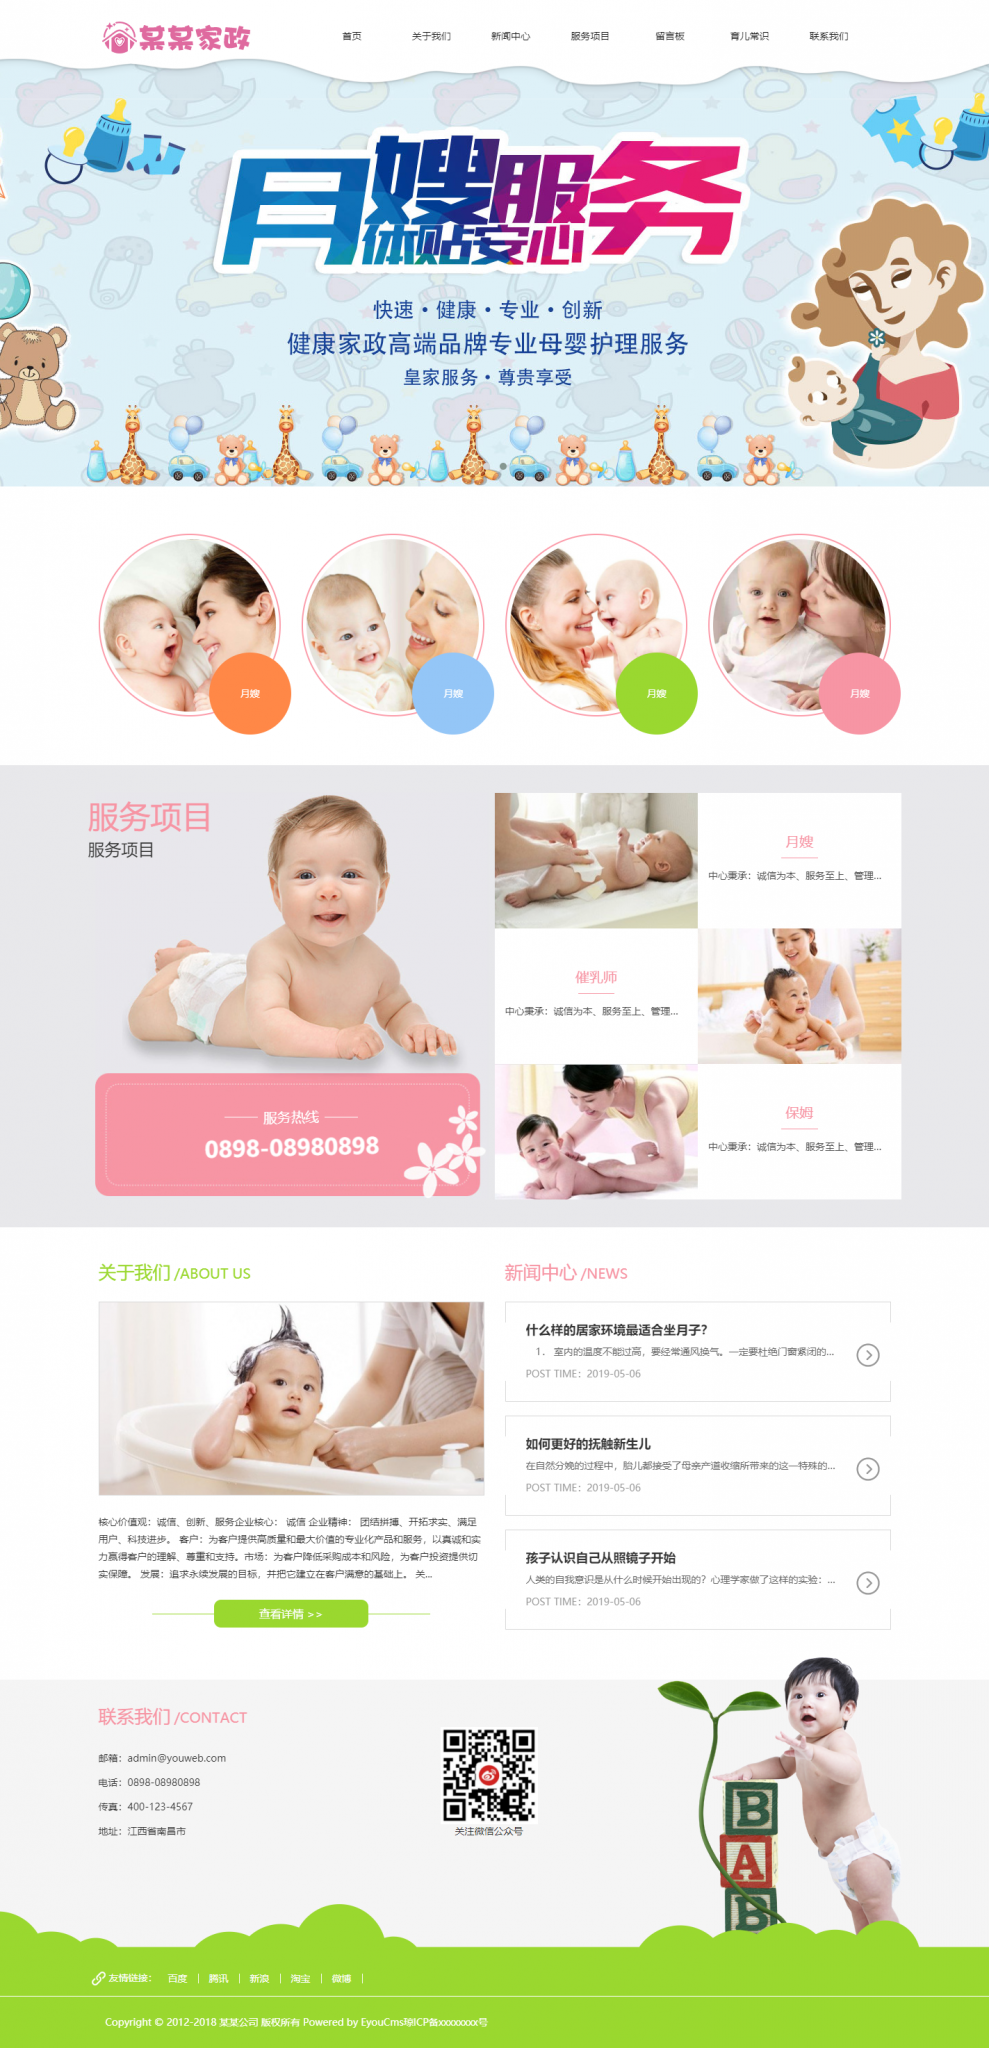 某某家政
首页
关于我们
新闻中心
服务项目
留言板
育儿常识
联系我们
月嫂服务
体贴安心
快速·健康·专业·创新
健康家政高端品牌专业母婴护理服务
皇家服务·尊贵享受
月嫂
月嫂
月嫂
月嫂
服务项目
服务项目
服务热线
0898-08980898
月嫂
中心秉承：诚信为本、服务至上、管理...
催乳师
中心秉承：诚信为本、服务至上、管理...
保姆
中心秉承：诚信为本、服务至上、管理...
关于我们 /ABOUT US
核心价值观：诚信、创新、服务企业核心： 诚信 企业精神： 团结拼搏、开拓求实、满足
用户、科技进步。 客户：为客户提供高质量和最大价值的专业化产品和服务，以真诚和实
力赢得客户的理解、尊重和支持。市场：为客户降低采购成本和风险，为客户投资提供切
实保障。 发展：追求永续发展的目标，并把它建立在客户满意的基础上。 关...
查看详情 >>
新闻中心 /NEWS
什么样的居家环境最适合坐月子?
1. 室内的温度不能过高，要经常通风换气。一定要杜绝门窗紧闭的...
POST TIME：2019-05-06
如何更好的抚触新生儿
在自然分娩的过程中，胎儿都接受了母亲产道收缩所带来的这一特殊的...
POST TIME：2019-05-06
孩子认识自己从照镜子开始
人类的自我意识是从什么时候开始出现的？心理学家做了这样的实验：...
POST TIME：2019-05-06
联系我们 /CONTACT
邮箱：admin@youweb.com
电话：0898-08980898
传真：400-123-4567
地址：江西省南昌市
关注微信公众号
B
A
B
友情链接：
百度 | 腾讯 | 新浪 | 淘宝 | 微博 |
Copyright © 2012-2018 某某公司 版权所有 Powered by EyouCms琼ICP备xxxxxxxx号